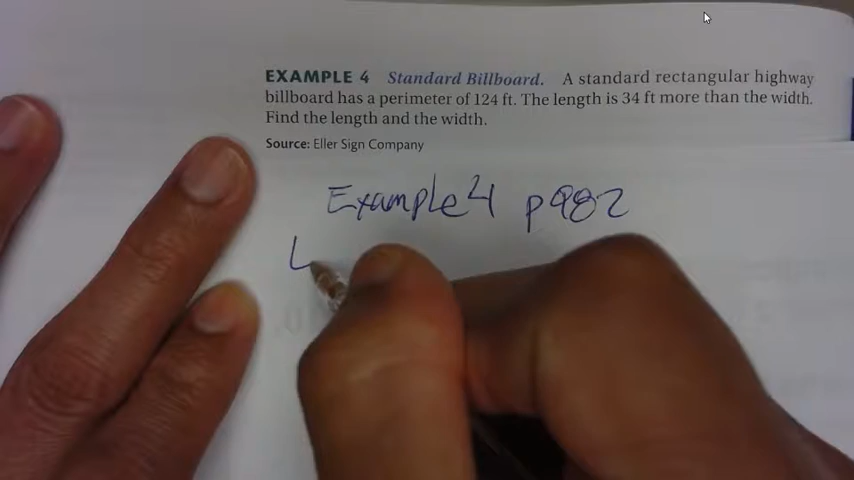 EXAMPLE 4 Standard Billboard. A standard rectangular highway
billboard has a perimeter of 124 ft. The length is 34 ft more than the width.
Find the length and the width.
Source: Eller Sign Company
Example 4 p982
L